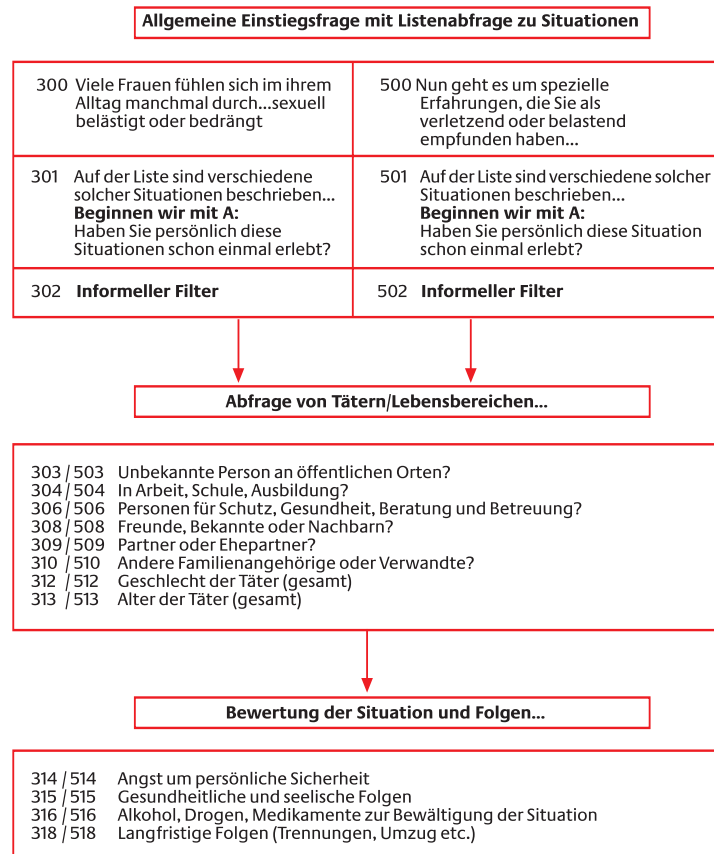 Allgemeine Einstiegsfrage mit Listenabfrage zu Situationen
300 Viele Frauen fühlen sich im ihrem
Alltag manchmal durch...sexuell
belästigt oder bedrängt
500 Nun geht es um spezielle
Erfahrungen, die Sie als
verletzend oder belastend
empfunden haben...
301 Auf der Liste sind verschiedene
solcher Situationen beschrieben...
Beginnen wir mit A:
Haben Sie persönlich diese
Situationen schon einmal erlebt?
501 Auf der Liste sind verschiedene solcher
Situationen beschrieben...
Beginnen wir mit A:
Haben Sie persönlich diese Situation
schon einmal erlebt?
302 Informeller Filter
502 Informeller Filter
Abfrage von Tätern/Lebensbereichen...
303 / 503 Unbekannte Person an öffentlichen Orten?
304 / 504 In Arbeit, Schule, Ausbildung?
306 / 506 Personen für Schutz, Gesundheit, Beratung und Betreuung?
308 / 508 Freunde, Bekannte oder Nachbarn?
309 / 509 Partner oder Ehepartner?
310 / 510 Andere Familienangehörige oder Verwandte?
312 / 512 Geschlecht der Täter (gesamt)
313 / 513 Alter der Täter (gesamt)
Bewertung der Situation und Folgen...
314 / 514 Angst um persönliche Sicherheit
315 / 515 Gesundheitliche und seelische Folgen
316 / 516 Alkohol, Drogen, Medikamente zur Bewältigung der Situation
318 / 518 Langfristige Folgen (Trennungen, Umzug etc.)